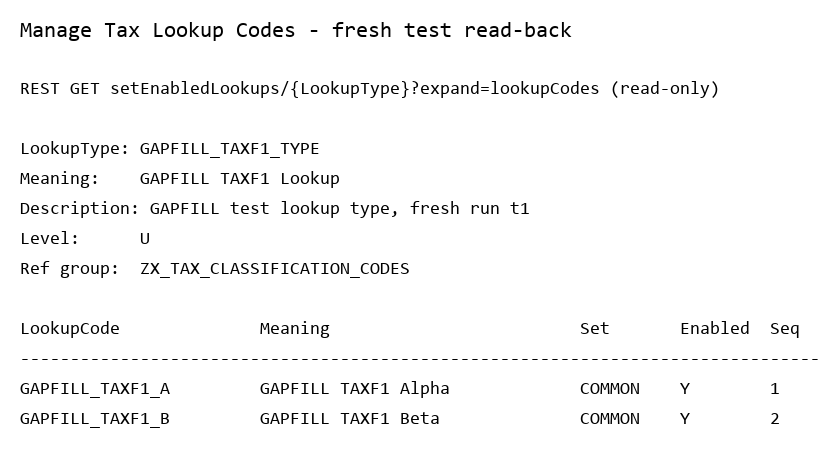 Manage Tax Lookup Codes - fresh test read-back
REST GET setEnabledLookups/{LookupType}?expand=lookupCodes (read-only)
LookupType: GAPFILL_TAXF1_TYPE
Meaning:    GAPFILL TAXF1 Lookup
Description: GAPFILL test lookup type, fresh run t1
Level:      U
Ref group:  ZX_TAX_CLASSIFICATION_CODES
LookupCode              Meaning                         Set       Enabled  Seq
--------------------------------------------------------------------------------
GAPFILL_TAXF1_A         GAPFILL TAXF1 Alpha             COMMON    Y        1
GAPFILL_TAXF1_B         GAPFILL TAXF1 Beta              COMMON    Y        2